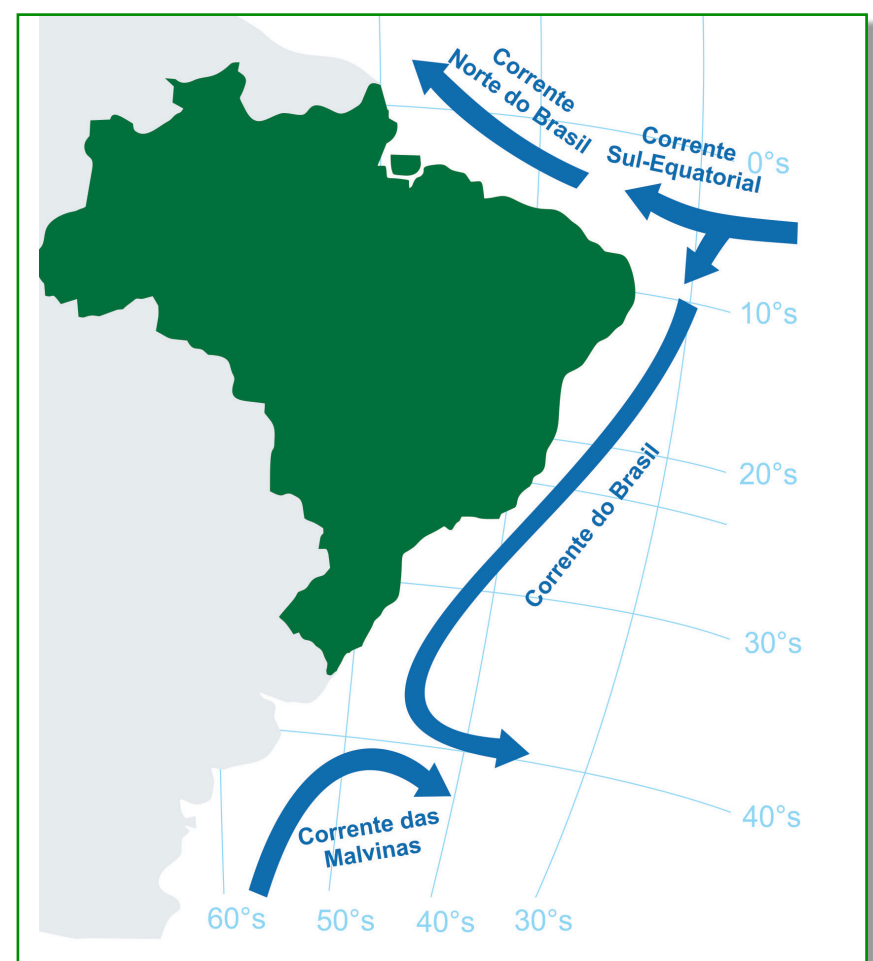 Corrente
Norte do Brasil
Corrente
Sul-Equatorial
0°s
10°s
20°s
Corrente do Brasil
30°s
40°s
Corrente das
Malvinas
60°s
50°s
40°s
30°s